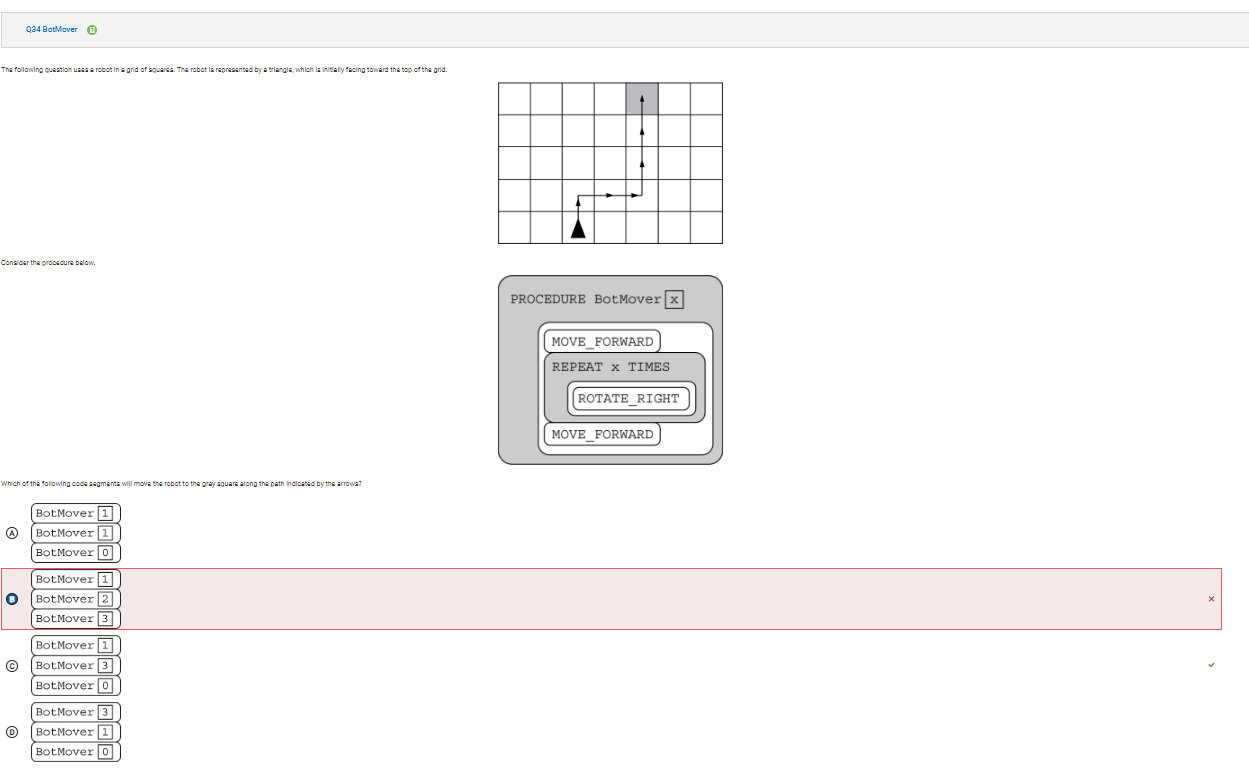 Q34 BotMover
The following question uses a robot in a grid of squares. The robot is represented by a triangle, which is initially facing toward the top of the grid.
Consider the procedure below.
PROCEDURE BotMover x
MOVE_FORWARD
REPEAT x TIMES
ROTATE_RIGHT
MOVE_FORWARD
Which of the following code segments will move the robot to the gray square along the path indicated by the arrows?
A
BotMover 1
BotMover 1
BotMover 0
B
BotMover 1
BotMover 2
BotMover 3
C
BotMover 1
BotMover 3
BotMover 0
D
BotMover 3
BotMover 1
BotMover 0